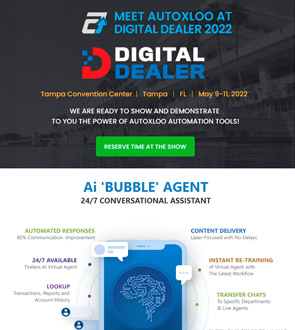 MEET AUTOXLOO AT
DIGITAL DEALER 2022
DIGITAL
DEALER
Tampa Convention Center | Tampa | FL | May 9-11, 2022
WE ARE READY TO SHOW AND DEMONSTRATE
TO YOU THE POWER OF AUTOXLOO AUTOMATION TOOLS!
RESERVE TIME AT THE SHOW
Ai 'BUBBLE' AGENT
24/7 CONVERSATIONAL ASSISTANT
AUTOMATED RESPONSES
80% Communication Improvement
CONTENT DELIVERY
Laser-Focused with No Delays
24/7 AVAILABLE
Tireless AI Virtual Agent
INSTANT RE-TRAINING
of Virtual Agent with
The Latest Workflow
LOOKUP
Transactions, Reports and
Account History
TRANSFER CHATS
To Specific Departments
& Live Agents